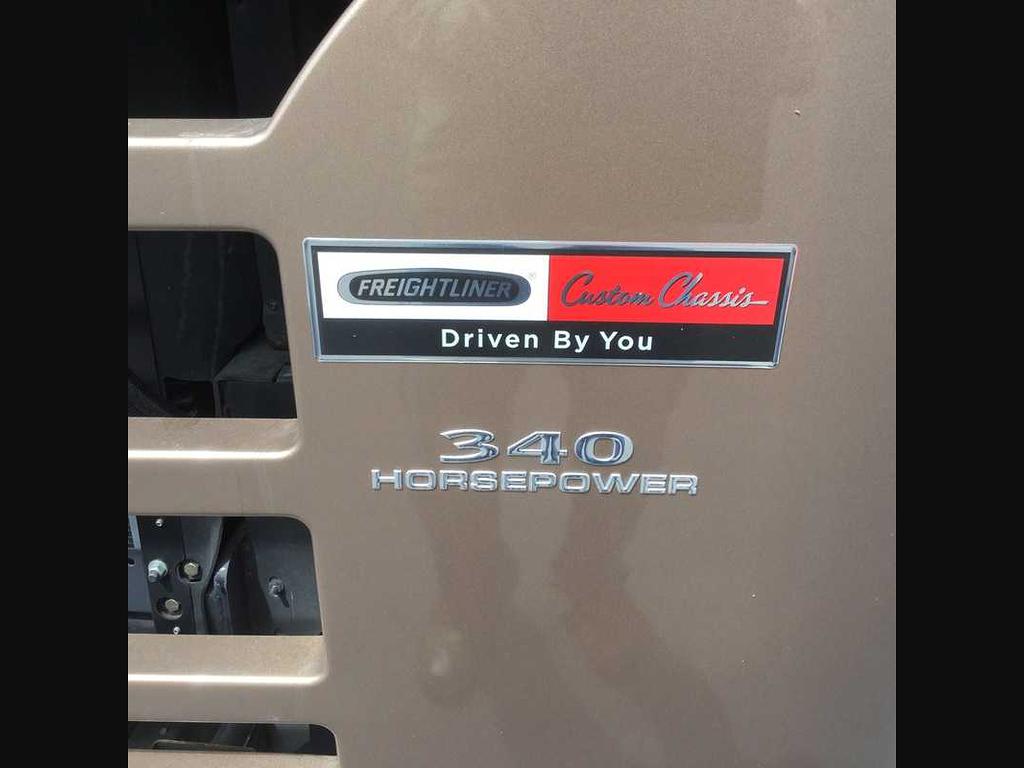 FREIGHTLINER® Custom Chassis
Driven By You
340
HORSEPOWER